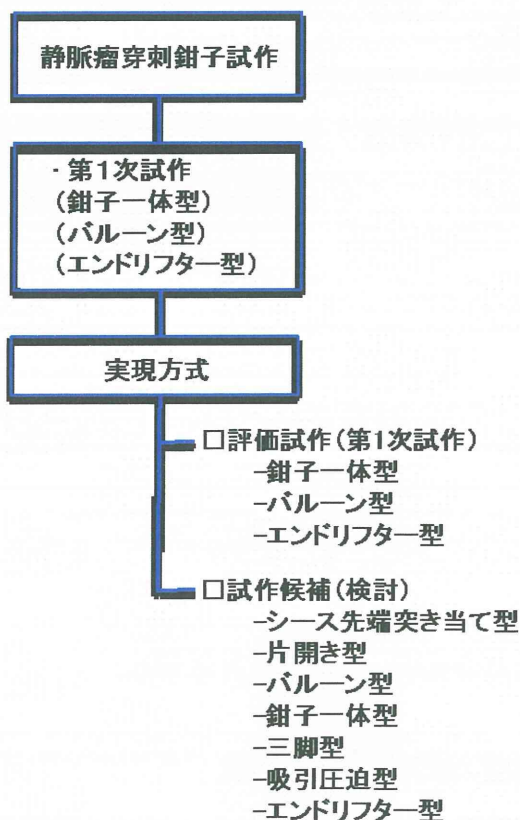 静脈瘤穿刺鉗子試作
・第1次試作
(鉗子一体型)
(バルーン型)
(エンドリフター型)
実現方式
□評価試作(第1次試作)
-鉗子一体型
-バルーン型
-エンドリフター型
□試作候補(検討)
-シース先端突き当て型
-片開き型
-バルーン型
-鉗子一体型
-三脚型
-吸引圧迫型
-エンドリフター型